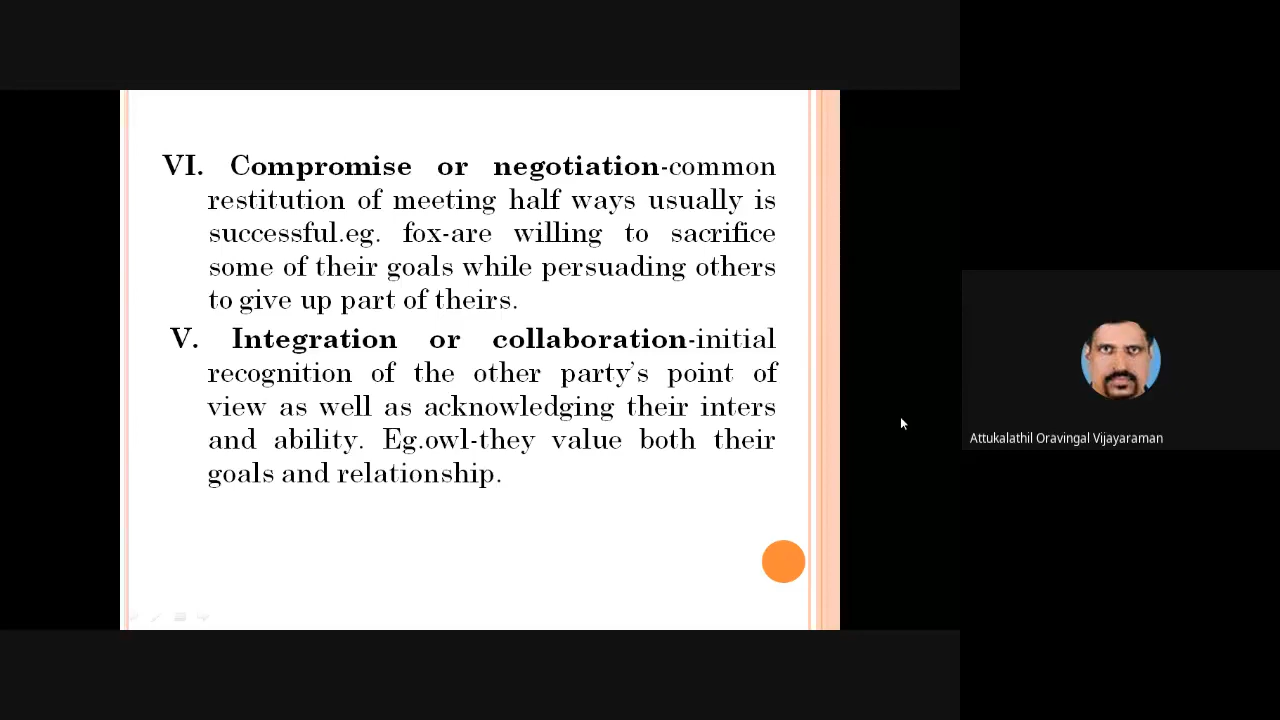 VI. Compromise or negotiation-common
restitution of meeting half ways usually is
successful.eg. fox-are willing to sacrifice
some of their goals while persuading others
to give up part of theirs.
V. Integration or collaboration-initial
recognition of the other party's point of
view as well as acknowledging their inters
and ability. Eg.owl-they value both their
goals and relationship.
Attukalathil Oravingal Vijayaraman